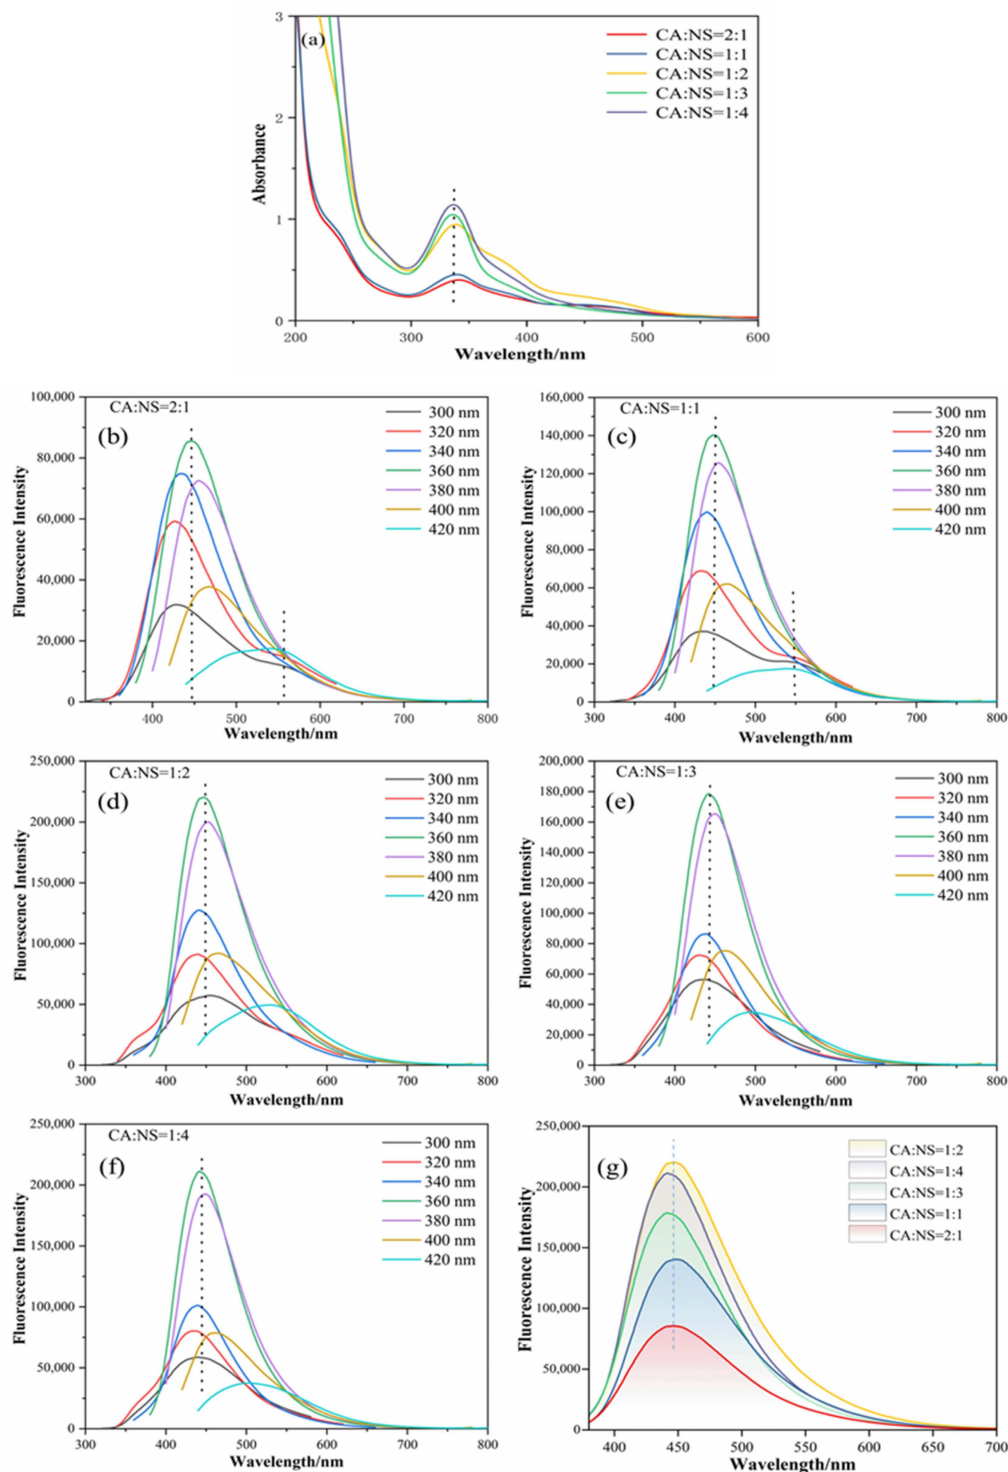 (a)
CA:NS=2:1
CA:NS=1:1
CA:NS=1:2
CA:NS=1:3
CA:NS=1:4
3
2
1
0
Absorbance
200 300 400 500 600
Wavelength/nm
CA:NS=2:1
(b)
300 nm
320 nm
340 nm
360 nm
380 nm
400 nm
420 nm
100,000
80,000
60,000
40,000
20,000
0
Fluorescence Intensity
400 500 600 700 800
Wavelength/nm
CA:NS=1:1
(c)
300 nm
320 nm
340 nm
360 nm
380 nm
400 nm
420 nm
160,000
140,000
120,000
100,000
80,000
60,000
40,000
20,000
0
Fluorescence Intensity
300 400 500 600 700 800
Wavelength/nm
CA:NS=1:2
(d)
300 nm
320 nm
340 nm
360 nm
380 nm
400 nm
420 nm
250,000
200,000
150,000
100,000
50,000
0
Fluorescence Intensity
300 400 500 600 700 800
Wavelength/nm
CA:NS=1:3
(e)
300 nm
320 nm
340 nm
360 nm
380 nm
400 nm
420 nm
200,000
180,000
160,000
140,000
120,000
100,000
80,000
60,000
40,000
20,000
0
Fluorescence Intensity
300 400 500 600 700 800
Wavelength/nm
CA:NS=1:4
(f)
300 nm
320 nm
340 nm
360 nm
380 nm
400 nm
420 nm
250,000
200,000
150,000
100,000
50,000
0
Fluorescence Intensity
300 400 500 600 700 800
Wavelength/nm
(g)
CA:NS=1:2
CA:NS=1:4
CA:NS=1:3
CA:NS=1:1
CA:NS=2:1
250,000
200,000
150,000
100,000
50,000
0
Fluorescence Intensity
400 450 500 550 600 650 700
Wavelength/nm